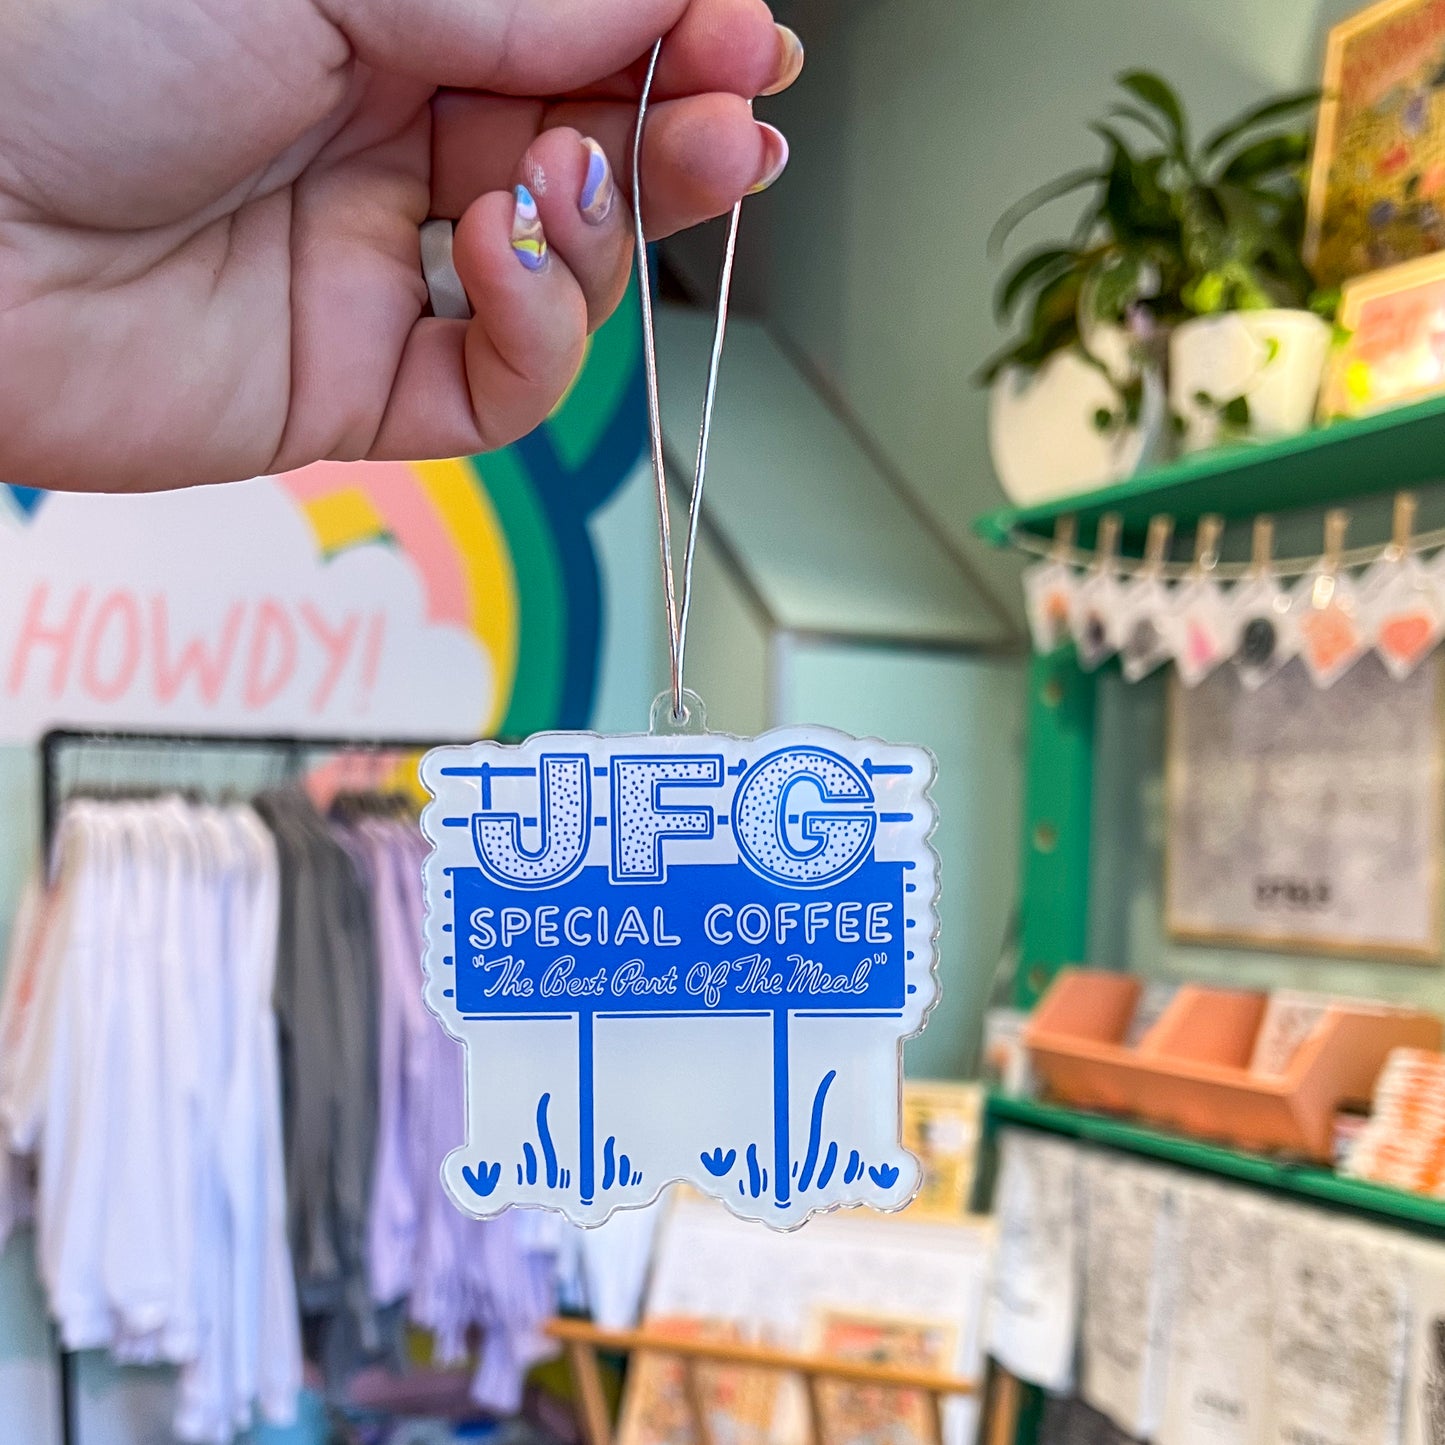 HOWDY!
JFG
SPECIAL COFFEE
"The Best Part Of The Meal"